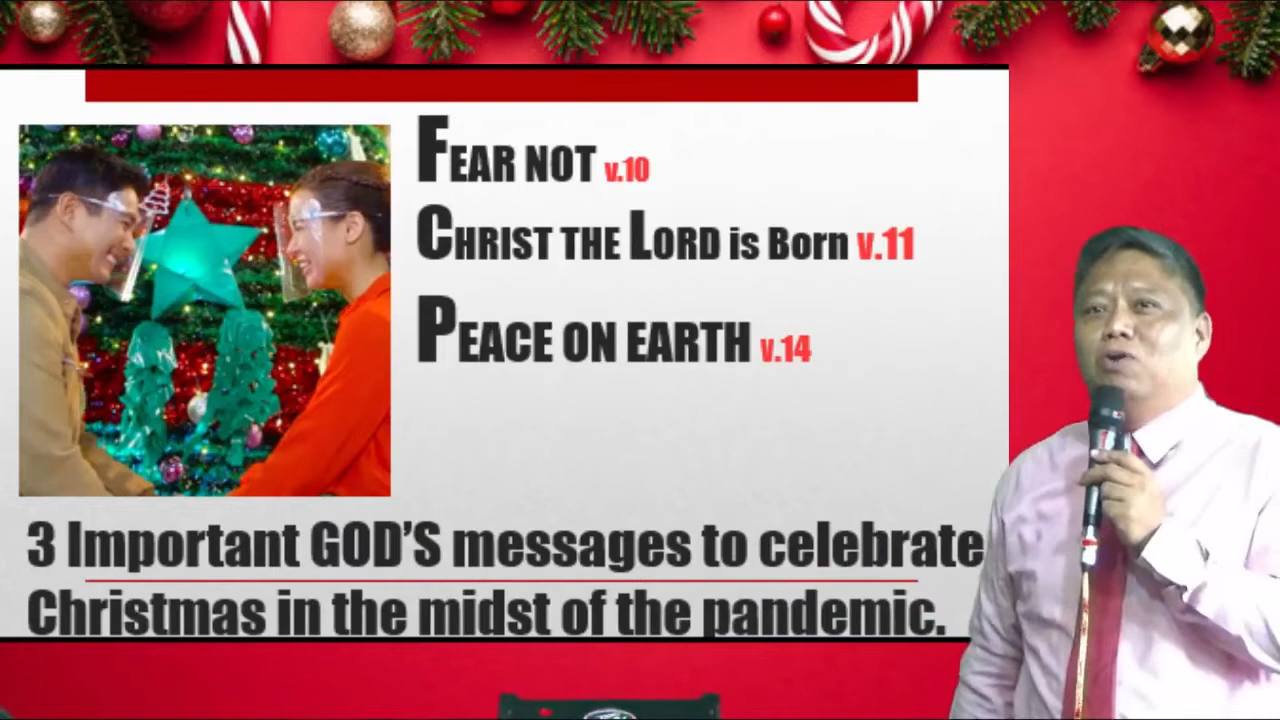 FEAR NOT v.10
CHRIST THE LORD is Born v.11
PEACE ON EARTH v.14
3 Important GOD'S messages to celebrate
Christmas in the midst of the pandemic.